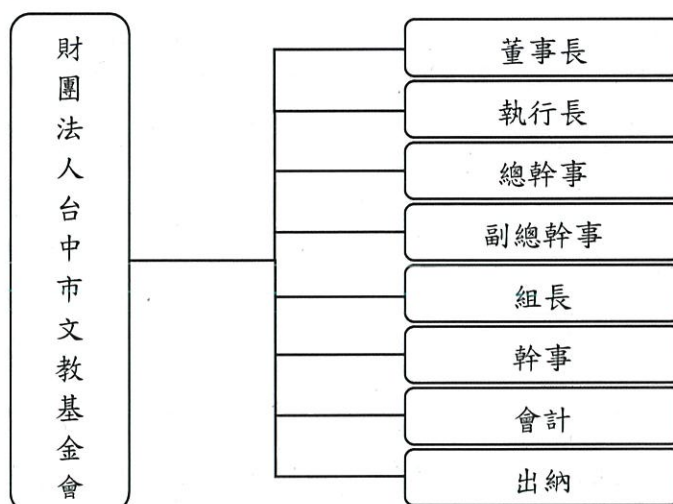 財團法人台中市文教基金會
董事長
執行長
總幹事
副總幹事
組長
幹事
會計
出納